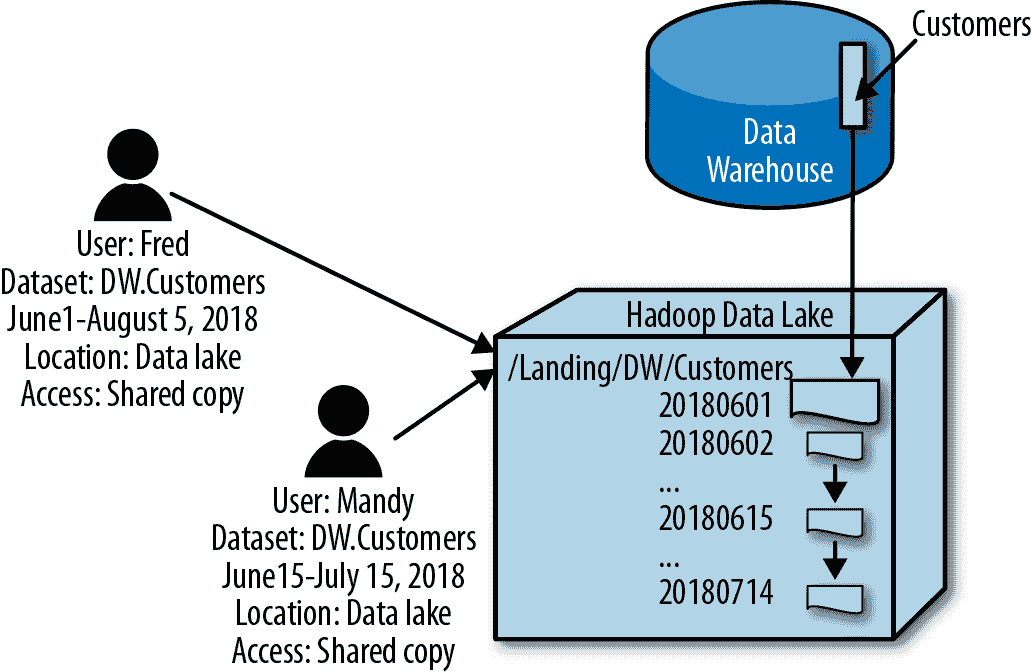 Customers
Data
Warehouse
User: Fred
Dataset: DW.Customers
June1-August 5, 2018
Location: Data lake
Access: Shared copy
Hadoop Data Lake
/Landing/DW/Customers
20180601
20180602
...
20180615
...
20180714
User: Mandy
Dataset: DW.Customers
June15-July 15, 2018
Location: Data lake
Access: Shared copy